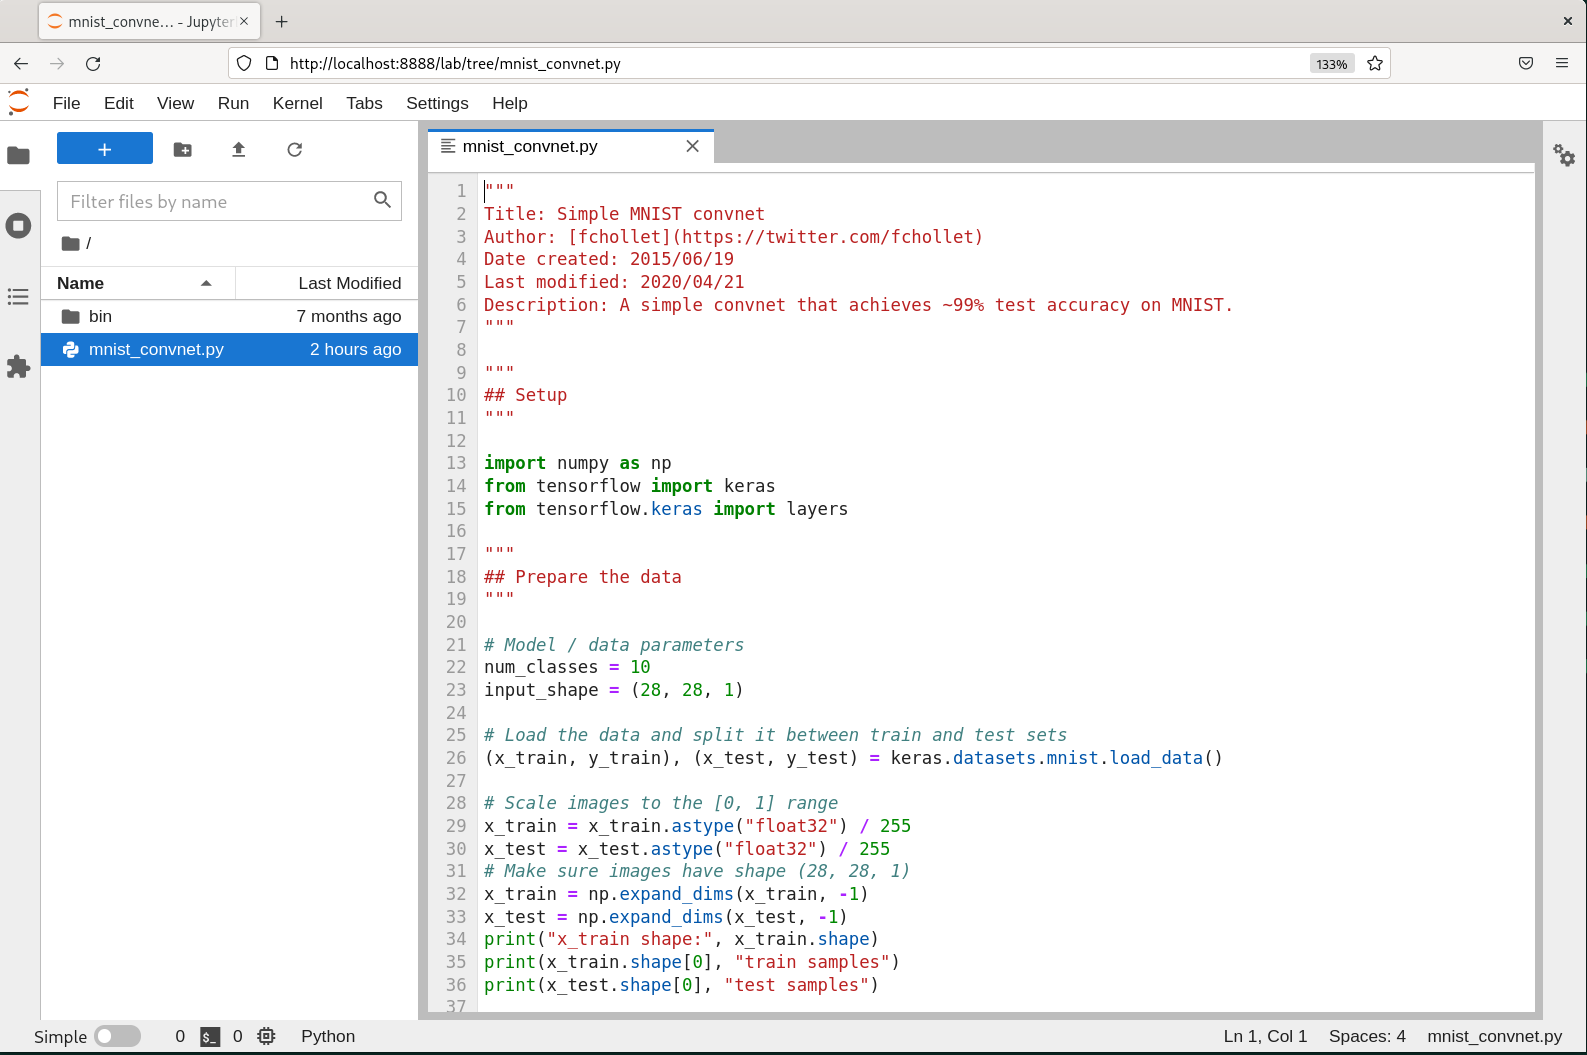 mnist_convne… - Jupyter
http://localhost:8888/lab/tree/mnist_convnet.py
133%
File Edit View Run Kernel Tabs Settings Help
+
Filter files by name
/
Name Last Modified
bin 7 months ago
mnist_convnet.py 2 hours ago
mnist_convnet.py
1 """
2 Title: Simple MNIST convnet
3 Author: [fchollet](https://twitter.com/fchollet)
4 Date created: 2015/06/19
5 Last modified: 2020/04/21
6 Description: A simple convnet that achieves ~99% test accuracy on MNIST.
7 """
8
9 """
10 ## Setup
11 """
12
13 import numpy as np
14 from tensorflow import keras
15 from tensorflow.keras import layers
16
17 """
18 ## Prepare the data
19 """
20
21 # Model / data parameters
22 num_classes = 10
23 input_shape = (28, 28, 1)
24
25 # Load the data and split it between train and test sets
26 (x_train, y_train), (x_test, y_test) = keras.datasets.mnist.load_data()
27
28 # Scale images to the [0, 1] range
29 x_train = x_train.astype("float32") / 255
30 x_test = x_test.astype("float32") / 255
31 # Make sure images have shape (28, 28, 1)
32 x_train = np.expand_dims(x_train, -1)
33 x_test = np.expand_dims(x_test, -1)
34 print("x_train shape:", x_train.shape)
35 print(x_train.shape[0], "train samples")
36 print(x_test.shape[0], "test samples")
37
Simple 0 $_ 0 Python Ln 1, Col 1 Spaces: 4 mnist_convnet.py